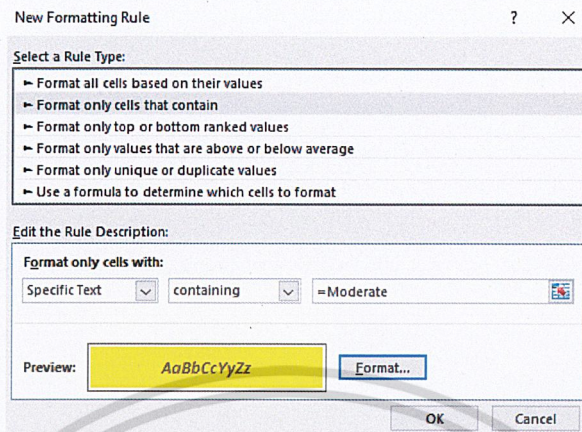 New Formatting Rule ? ×
Select a Rule Type:
► Format all cells based on their values
► Format only cells that contain
► Format only top or bottom ranked values
► Format only values that are above or below average
► Format only unique or duplicate values
► Use a formula to determine which cells to format
Edit the Rule Description:
Format only cells with:
Specific Text containing =Moderate
Preview: AaBbCcYyZz Format...
OK Cancel